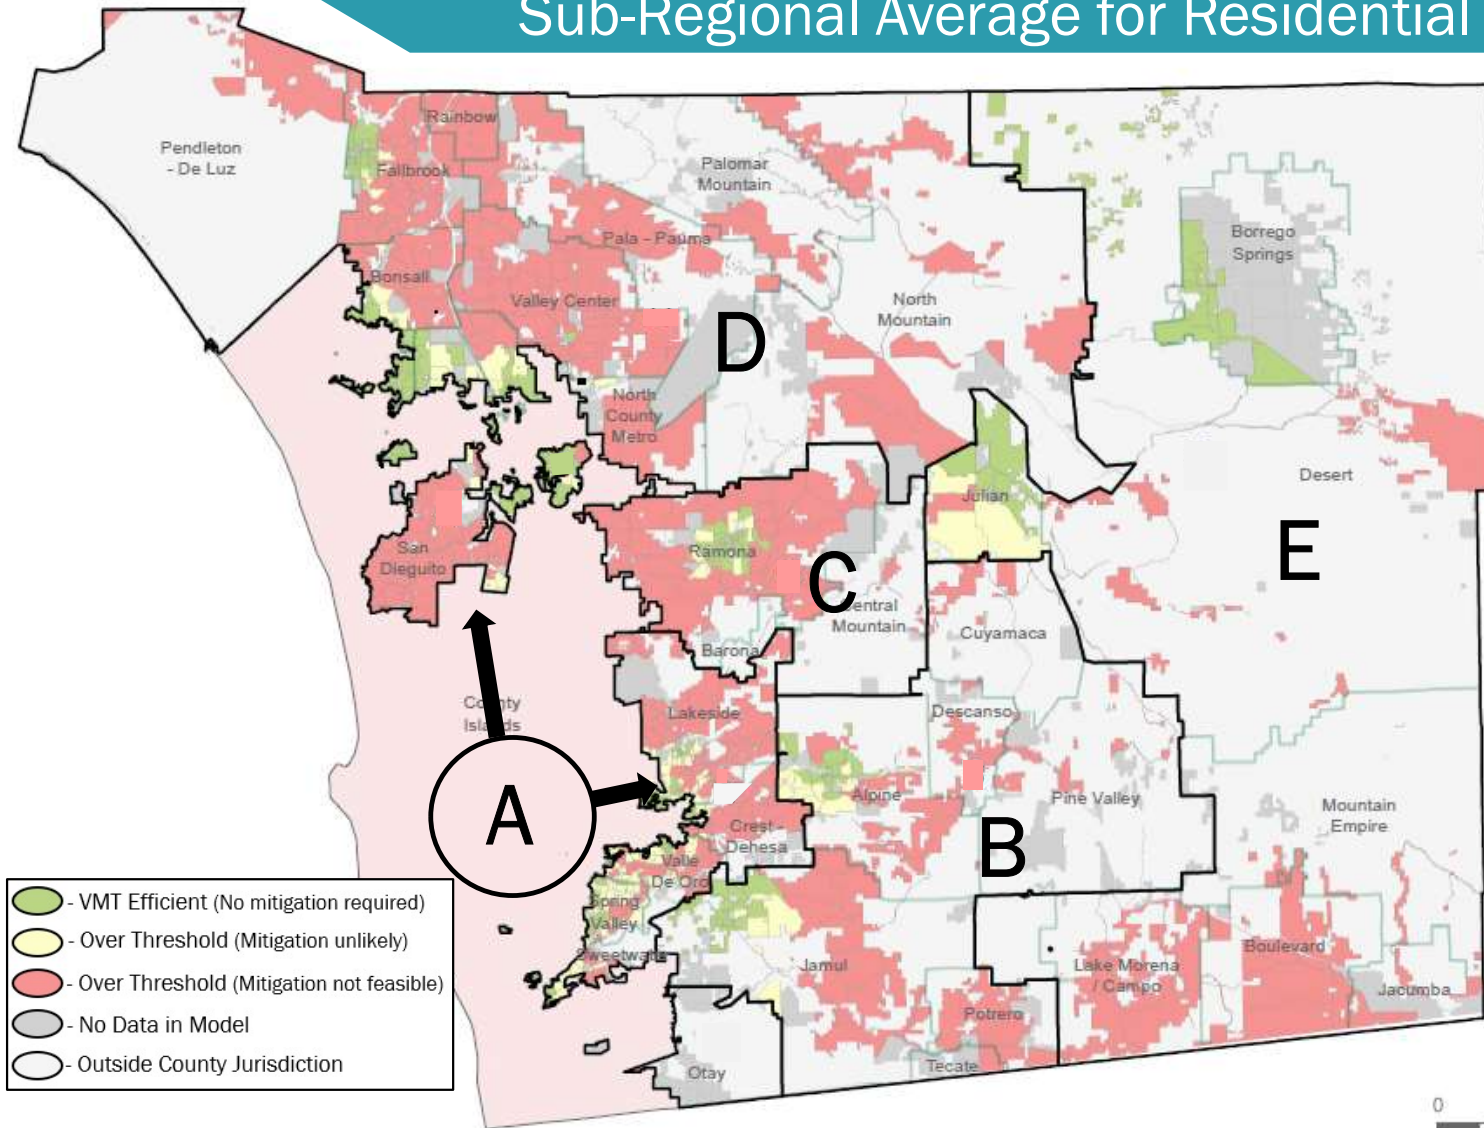 Sub-Regional Average for Residential
Rainbow
Pendleton
- De Luz
Fallbrook
Palomar
Mountain
Borrego
Springs
Pala - Pauma
Bonsall
Valley Center
North
Mountain
D
North
County
Metro
Desert
Julian
E
San
Dieguito
Ramona
C
Central
Mountain
Cuyamaca
Barona
County
Islands
Lakeside
Descanso
A
Alpine
Pine Valley
Mountain
Empire
Crest -
Dehesa
B
Valle
De Oro
Spring
Valley
Sweetwater
Jamul
Lake Morena
/ Campo
Boulevard
Jacumba
Potrero
Otay
Tecate
- VMT Efficient (No mitigation required)
- Over Threshold (Mitigation unlikely)
- Over Threshold (Mitigation not feasible)
- No Data in Model
- Outside County Jurisdiction
0